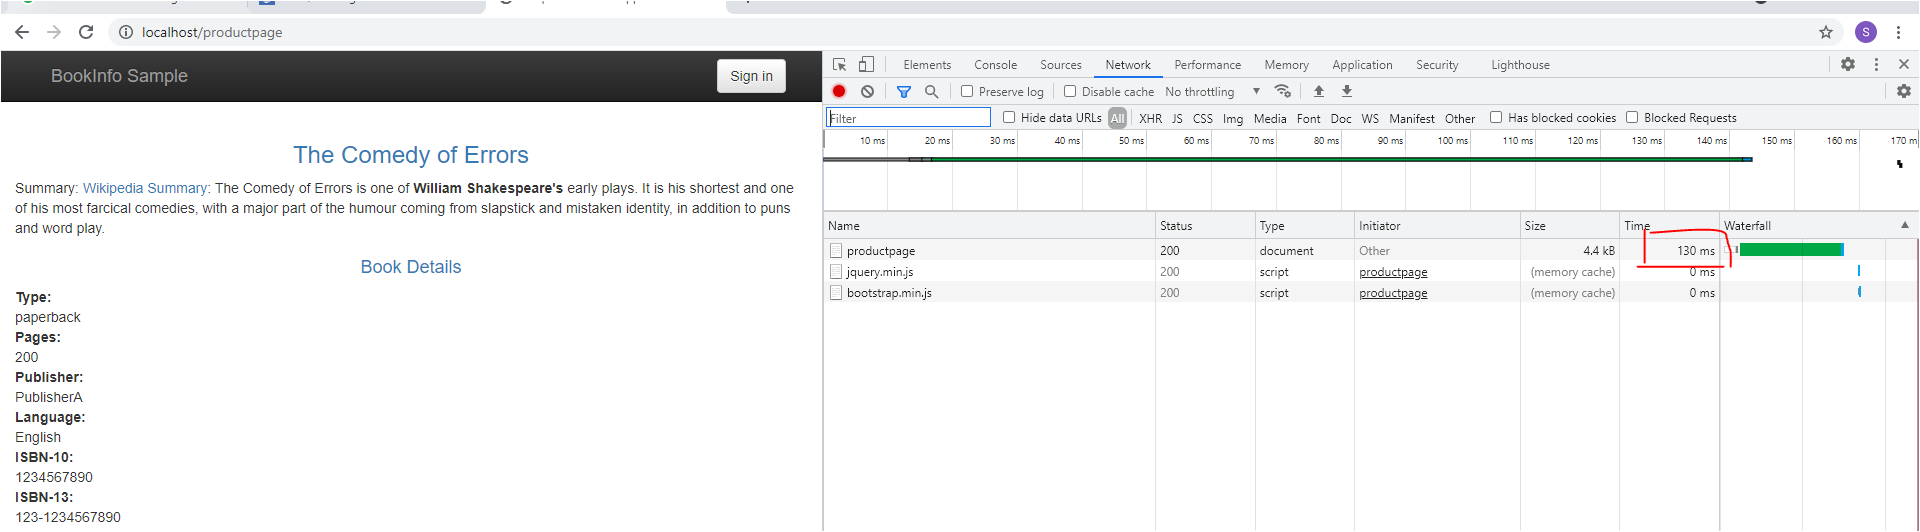 localhost/productpage
S
BookInfo Sample
Sign in
The Comedy of Errors
Summary: Wikipedia Summary: The Comedy of Errors is one of William Shakespeare's early plays. It is his shortest and one
of his most farcical comedies, with a major part of the humour coming from slapstick and mistaken identity, in addition to puns
and word play.
Book Details
Type:
paperback
Pages:
200
Publisher:
PublisherA
Language:
English
ISBN-10:
1234567890
ISBN-13:
123-1234567890
Elements Console Sources Network Performance Memory Application Security Lighthouse
Preserve log Disable cache No throttling
Filter Hide data URLs All XHR JS CSS Img Media Font Doc WS Manifest Other Has blocked cookies Blocked Requests
10 ms 20 ms 30 ms 40 ms 50 ms 60 ms 70 ms 80 ms 90 ms 100 ms 110 ms 120 ms 130 ms 140 ms 150 ms 160 ms 170 m
Name Status Type Initiator Size Time Waterfall
productpage 200 document Other 4.4 kB 130 ms
jquery.min.js 200 script productpage (memory cache) 0 ms
bootstrap.min.js 200 script productpage (memory cache) 0 ms